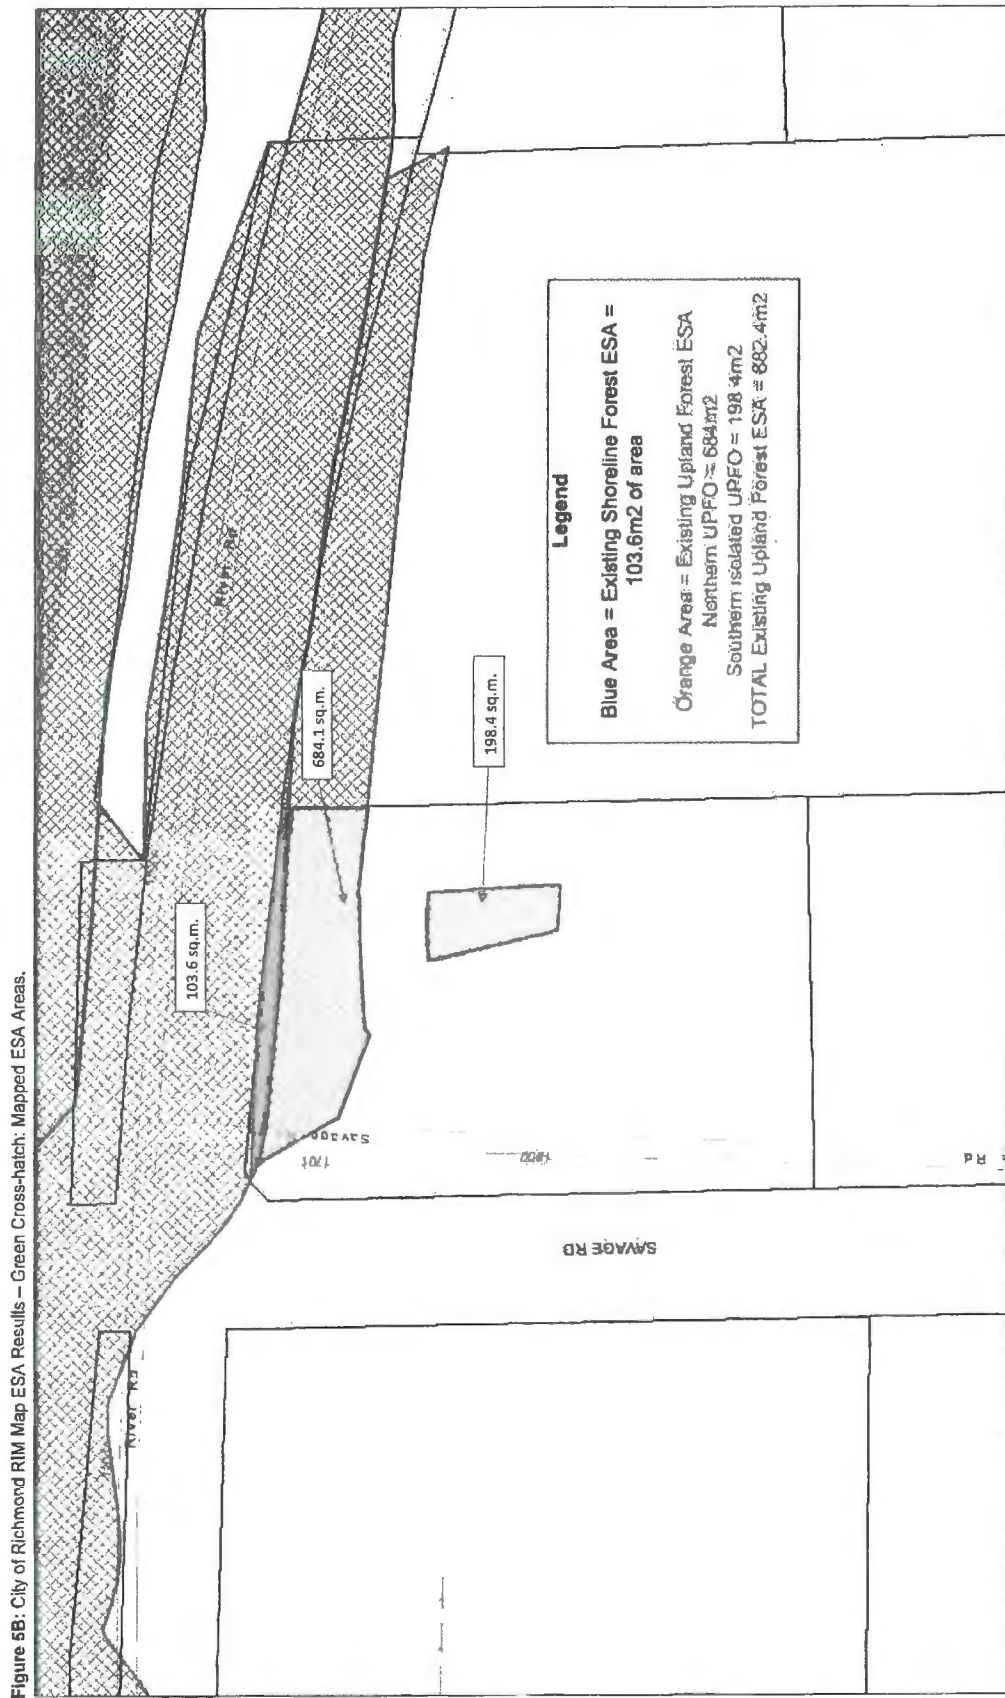 Figure 5B: City of Richmond RIM Map ESA Results – Green Cross-hatch: Mapped ESA Areas.
River Rd
River Rd
103.6 sq.m.
684.1 sq.m.
198.4 sq.m.
1701
Rd
SAVAGE RD
Legend
Blue Area = Existing Shoreline Forest ESA =
103.6m2 of area
Orange Area = Existing Upland Forest ESA
Northern UPFO = 684m2
Southern isolated UPFO = 198.4m2
TOTAL Existing Upland Forest ESA = 682.4m2